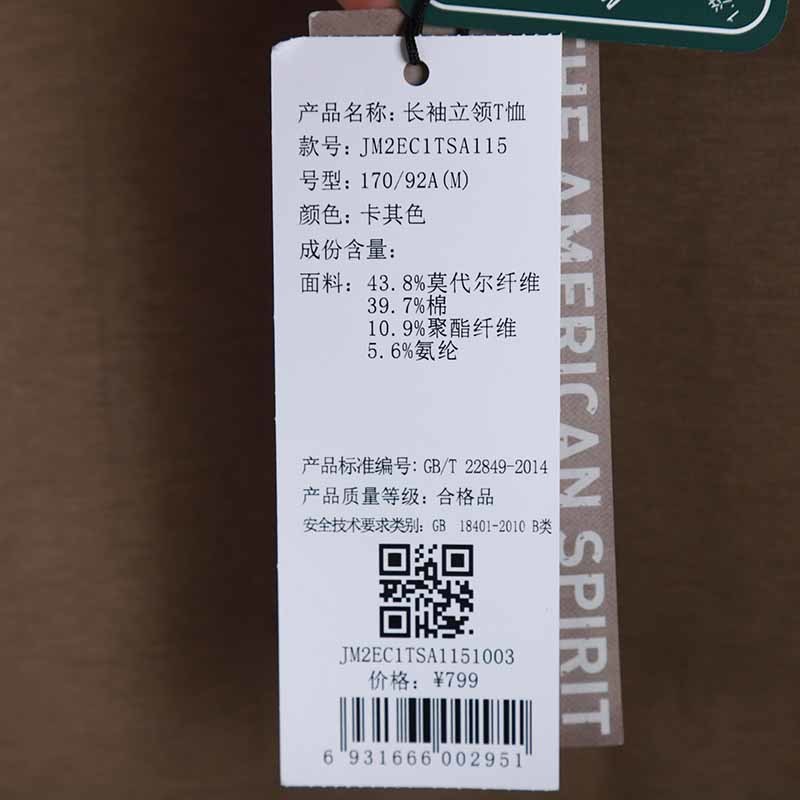 产品名称: 长袖立领T恤
款号: JM2EC1TSA115
号型: 170/92A(M)
颜色: 卡其色
成份含量:
面料: 43.8%莫代尔纤维
39.7%棉
10.9%聚酯纤维
5.6%氨纶
产品标准编号: GB/T 22849-2014
产品质量等级: 合格品
安全技术要求类别: GB 18401-2010 B类
JM2EC1TSA1151003
价格: ¥799
6 931666 002951
THE AMERICAN SPIRIT